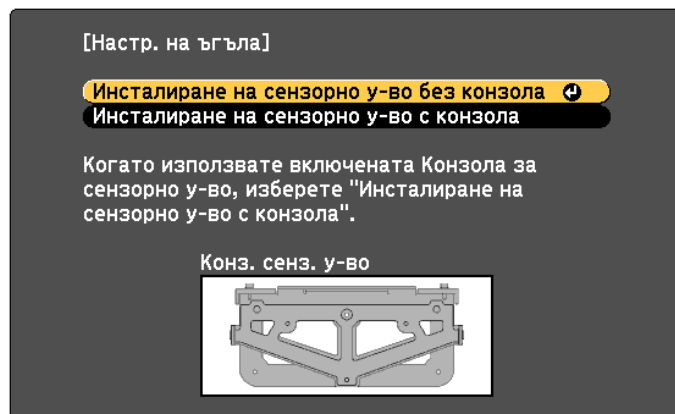 [Настр. на ъгъла]
Инсталиране на сензорно у-во без конзола
Инсталиране на сензорно у-во с конзола
Когато използвате включената Конзола за
сензорно у-во, изберете "Инсталиране на
сензорно у-во с конзола".
Конз. сенз. у-во